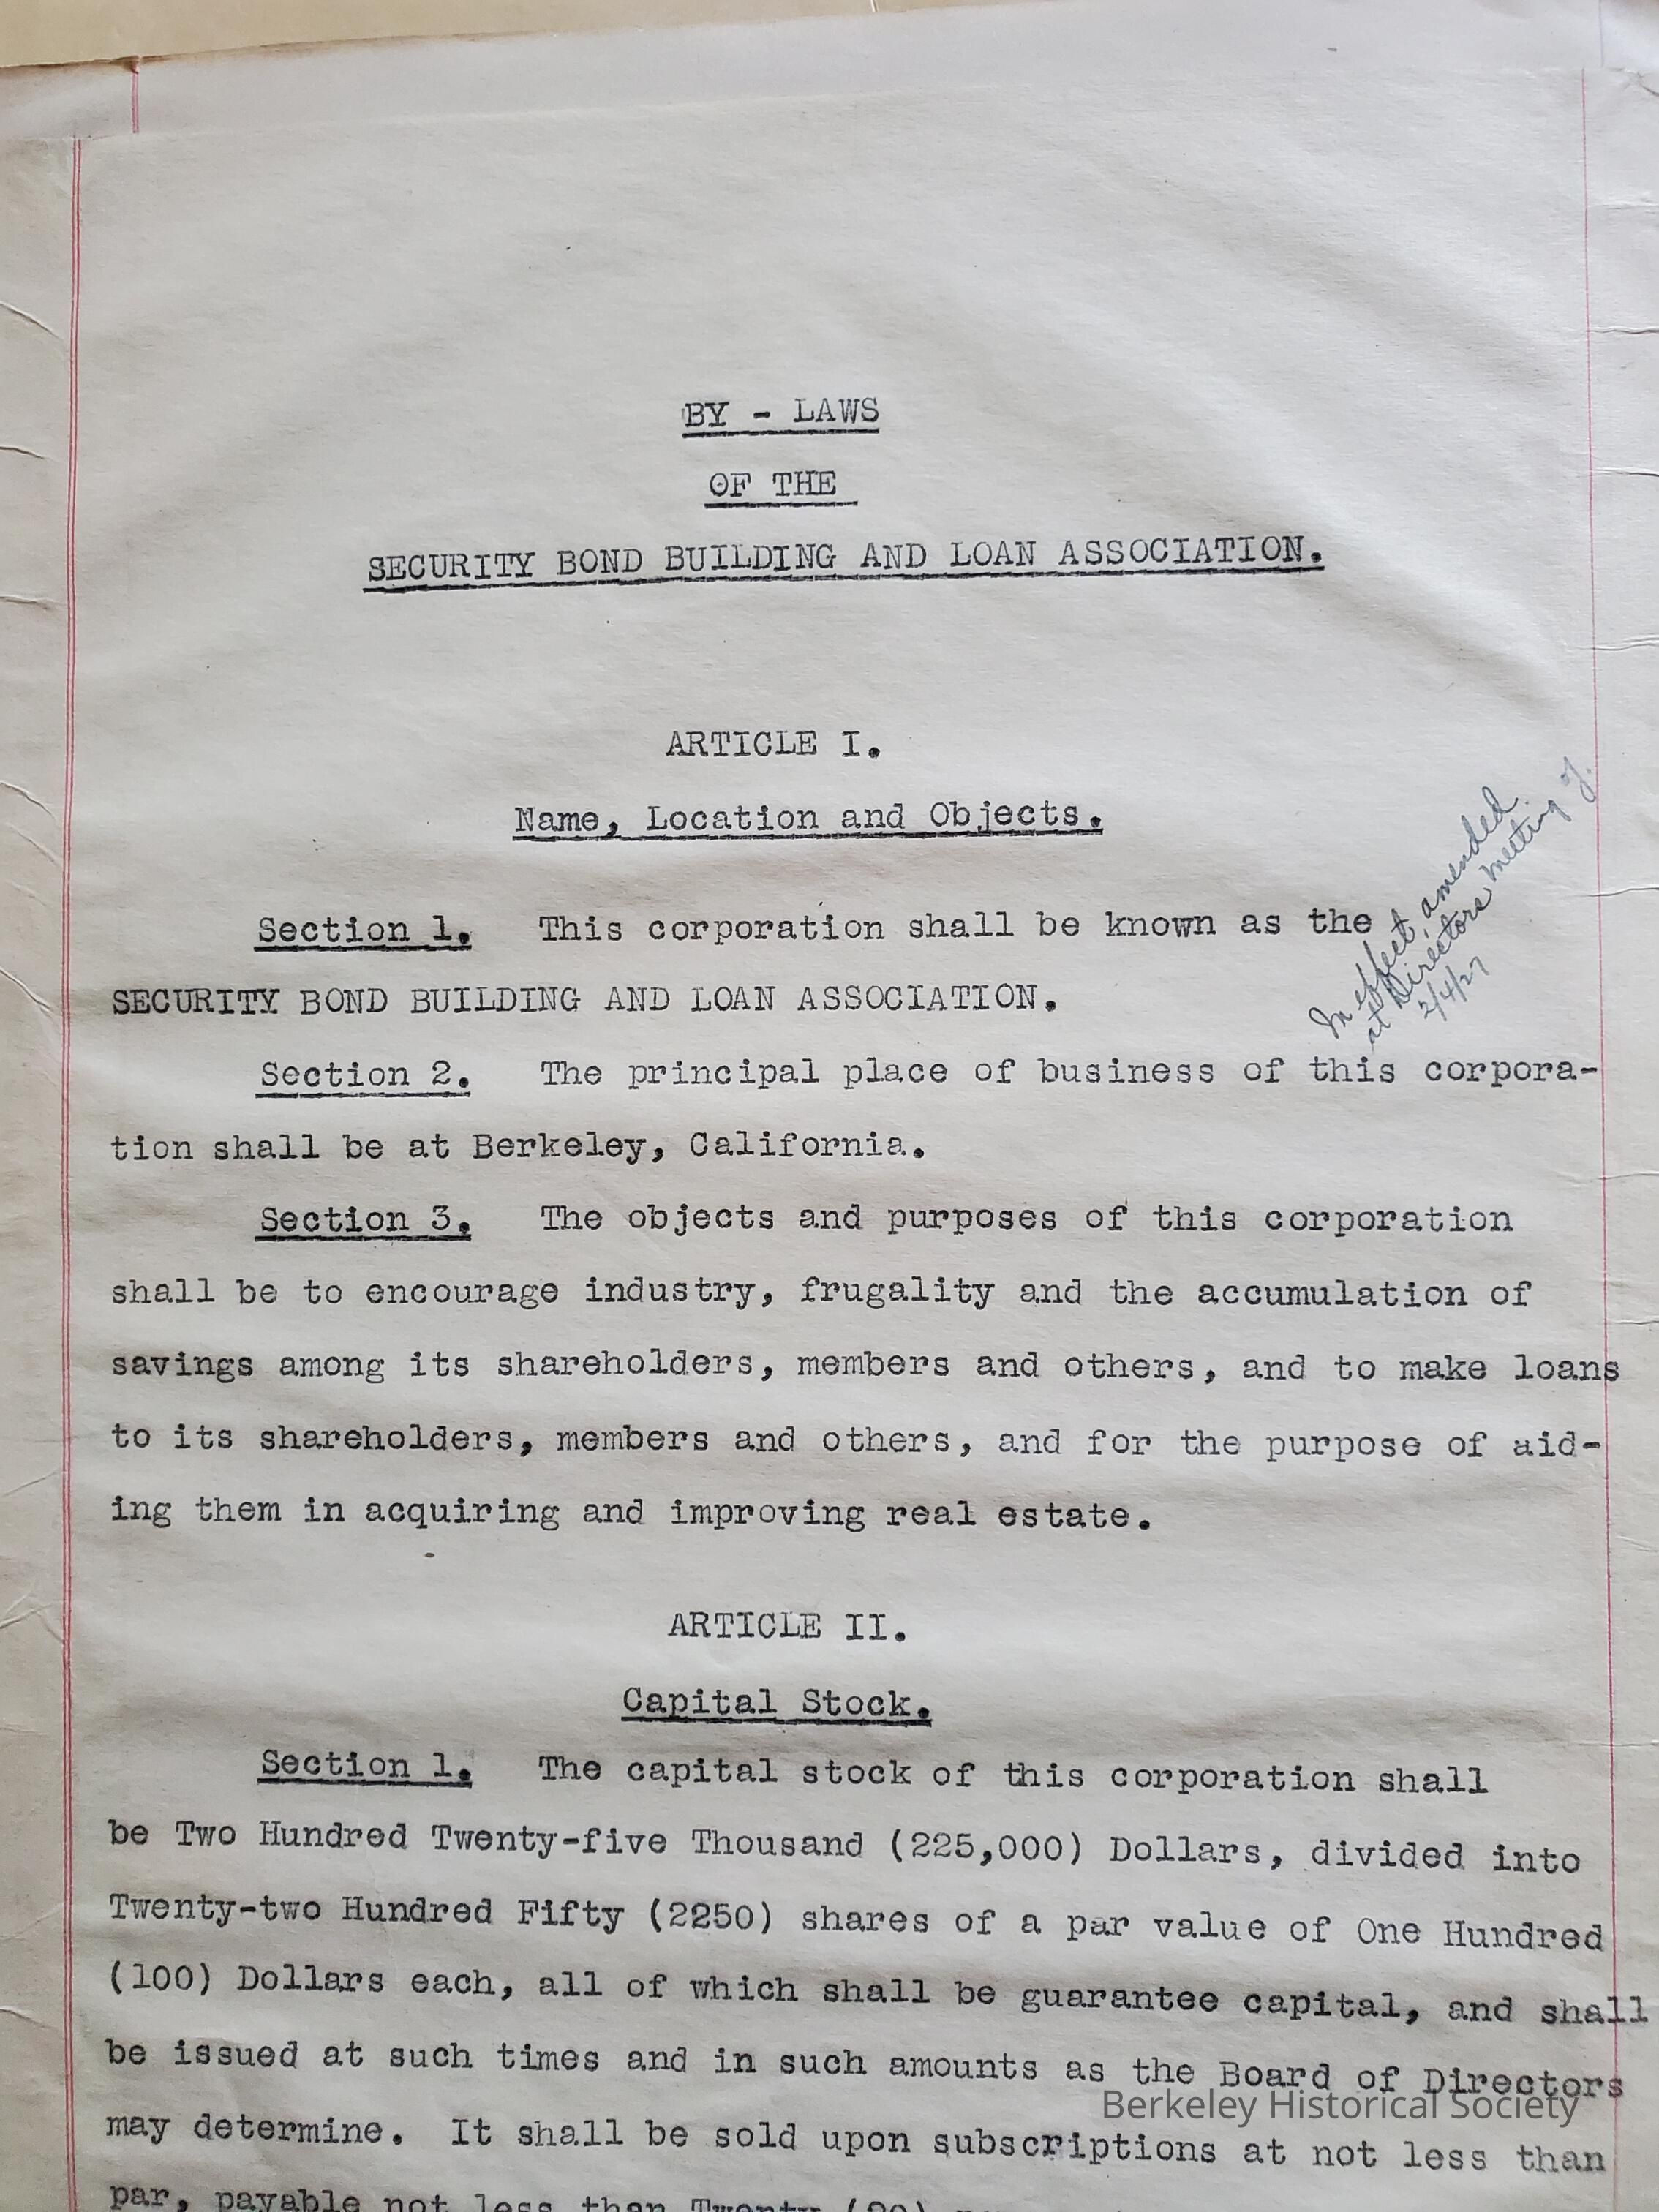 BY - LAWS
OF THE
SECURITY BOND BUILDING AND LOAN ASSOCIATION.
ARTICLE I.
Name, Location and Objects.
In effect, amended
at Directors meeting of
2/4/27
Section 1. This corporation shall be known as the
SECURITY BOND BUILDING AND LOAN ASSOCIATION.
Section 2. The principal place of business of this corpora-
tion shall be at Berkeley, California.
Section 3. The objects and purposes of this corporation
shall be to encourage industry, frugality and the accumulation of
savings among its shareholders, members and others, and to make loans
to its shareholders, members and others, and for the purpose of aid-
ing them in acquiring and improving real estate.
ARTICLE II.
Capital Stock.
Section 1. The capital stock of this corporation shall
be Two Hundred Twenty-five Thousand (225,000) Dollars, divided into
Twenty-two Hundred Fifty (2250) shares of a par value of One Hundred
(100) Dollars each, all of which shall be guarantee capital, and shall
be issued at such times and in such amounts as the Board of Directors
may determine. It shall be sold upon subscriptions at not less than
par, payable not less than Twenty (20)
Berkeley Historical Society